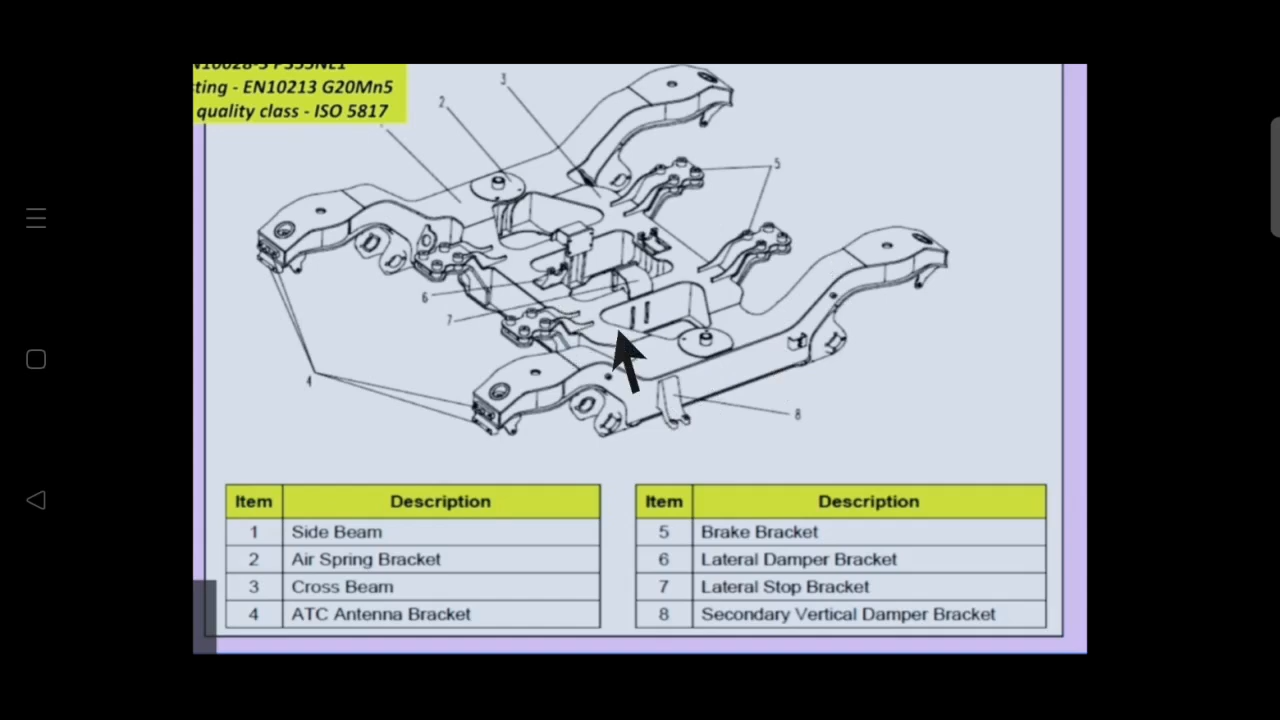 ting - EN10213 G20Mn5
quality class - ISO 5817
3
2
5
6
7
4
8
Item Description
1 Side Beam
2 Air Spring Bracket
3 Cross Beam
4 ATC Antenna Bracket
Item Description
5 Brake Bracket
6 Lateral Damper Bracket
7 Lateral Stop Bracket
8 Secondary Vertical Damper Bracket